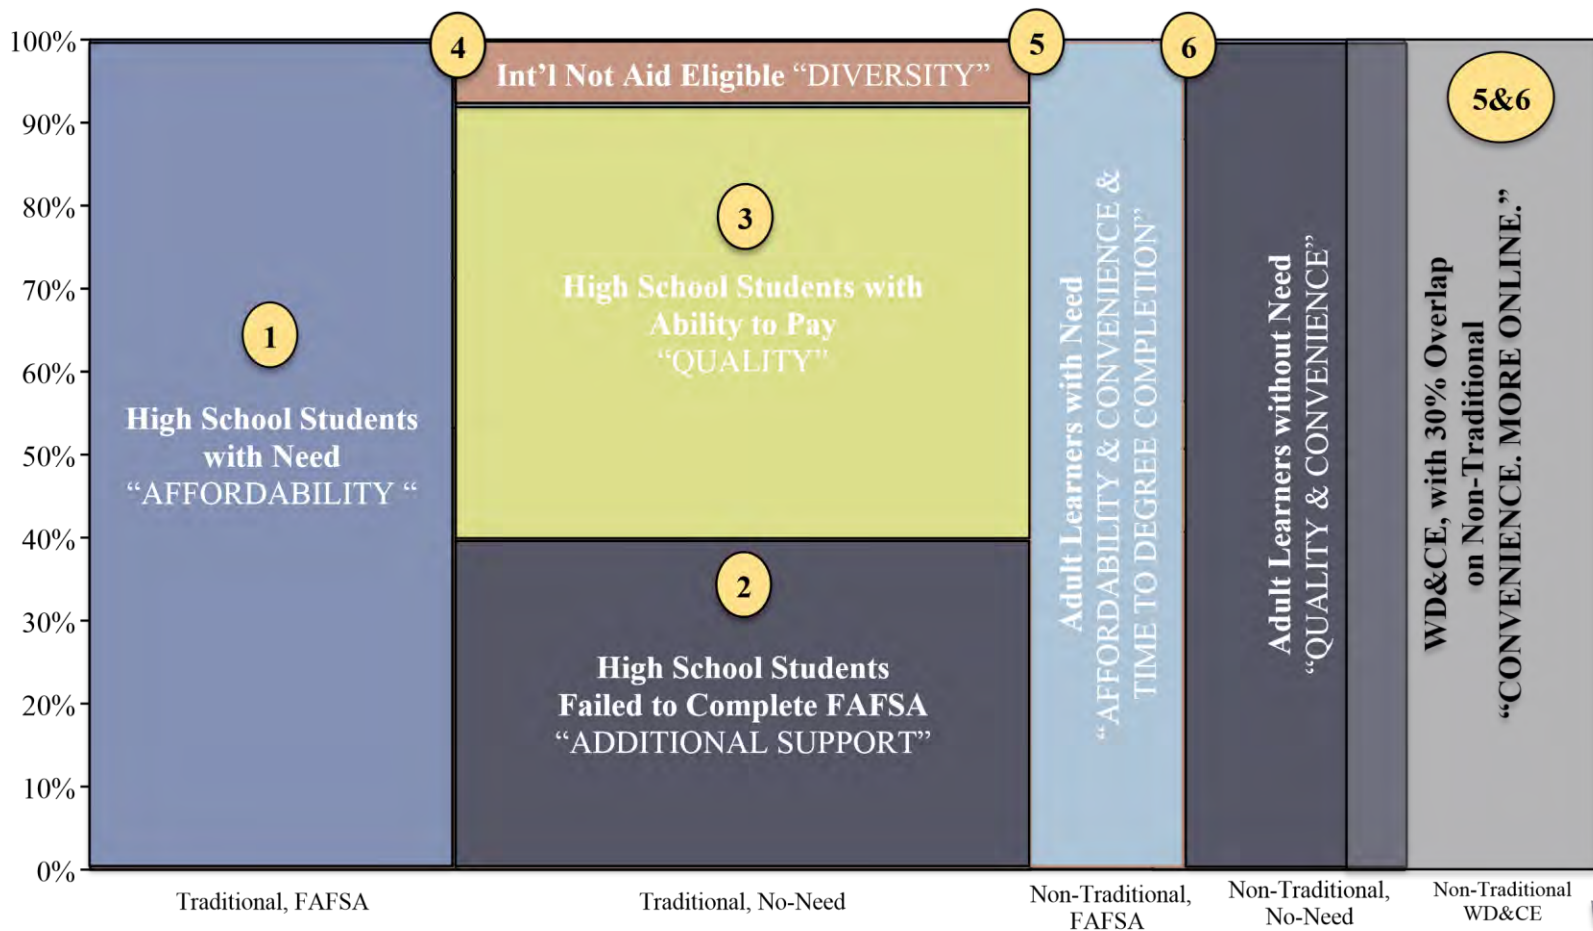 100%
90%
80%
70%
60%
50%
40%
30%
20%
10%
0%
1
High School Students
with Need
“AFFORDABILITY “
4
Int’l Not Aid Eligible “DIVERSITY”
3
High School Students with
Ability to Pay
“QUALITY”
2
High School Students
Failed to Complete FAFSA
“ADDITIONAL SUPPORT”
5
Adult Learners with Need
“AFFORDABILITY & CONVENIENCE &
TIME TO DEGREE COMPLETION”
6
Adult Learners without Need
“QUALITY & CONVENIENCE”
5&6
WD&CE, with 30% Overlap
on Non-Traditional
“CONVENIENCE. MORE ONLINE.”
Traditional, FAFSA
Traditional, No-Need
Non-Traditional,
FAFSA
Non-Traditional,
No-Need
Non-Traditional
WD&CE